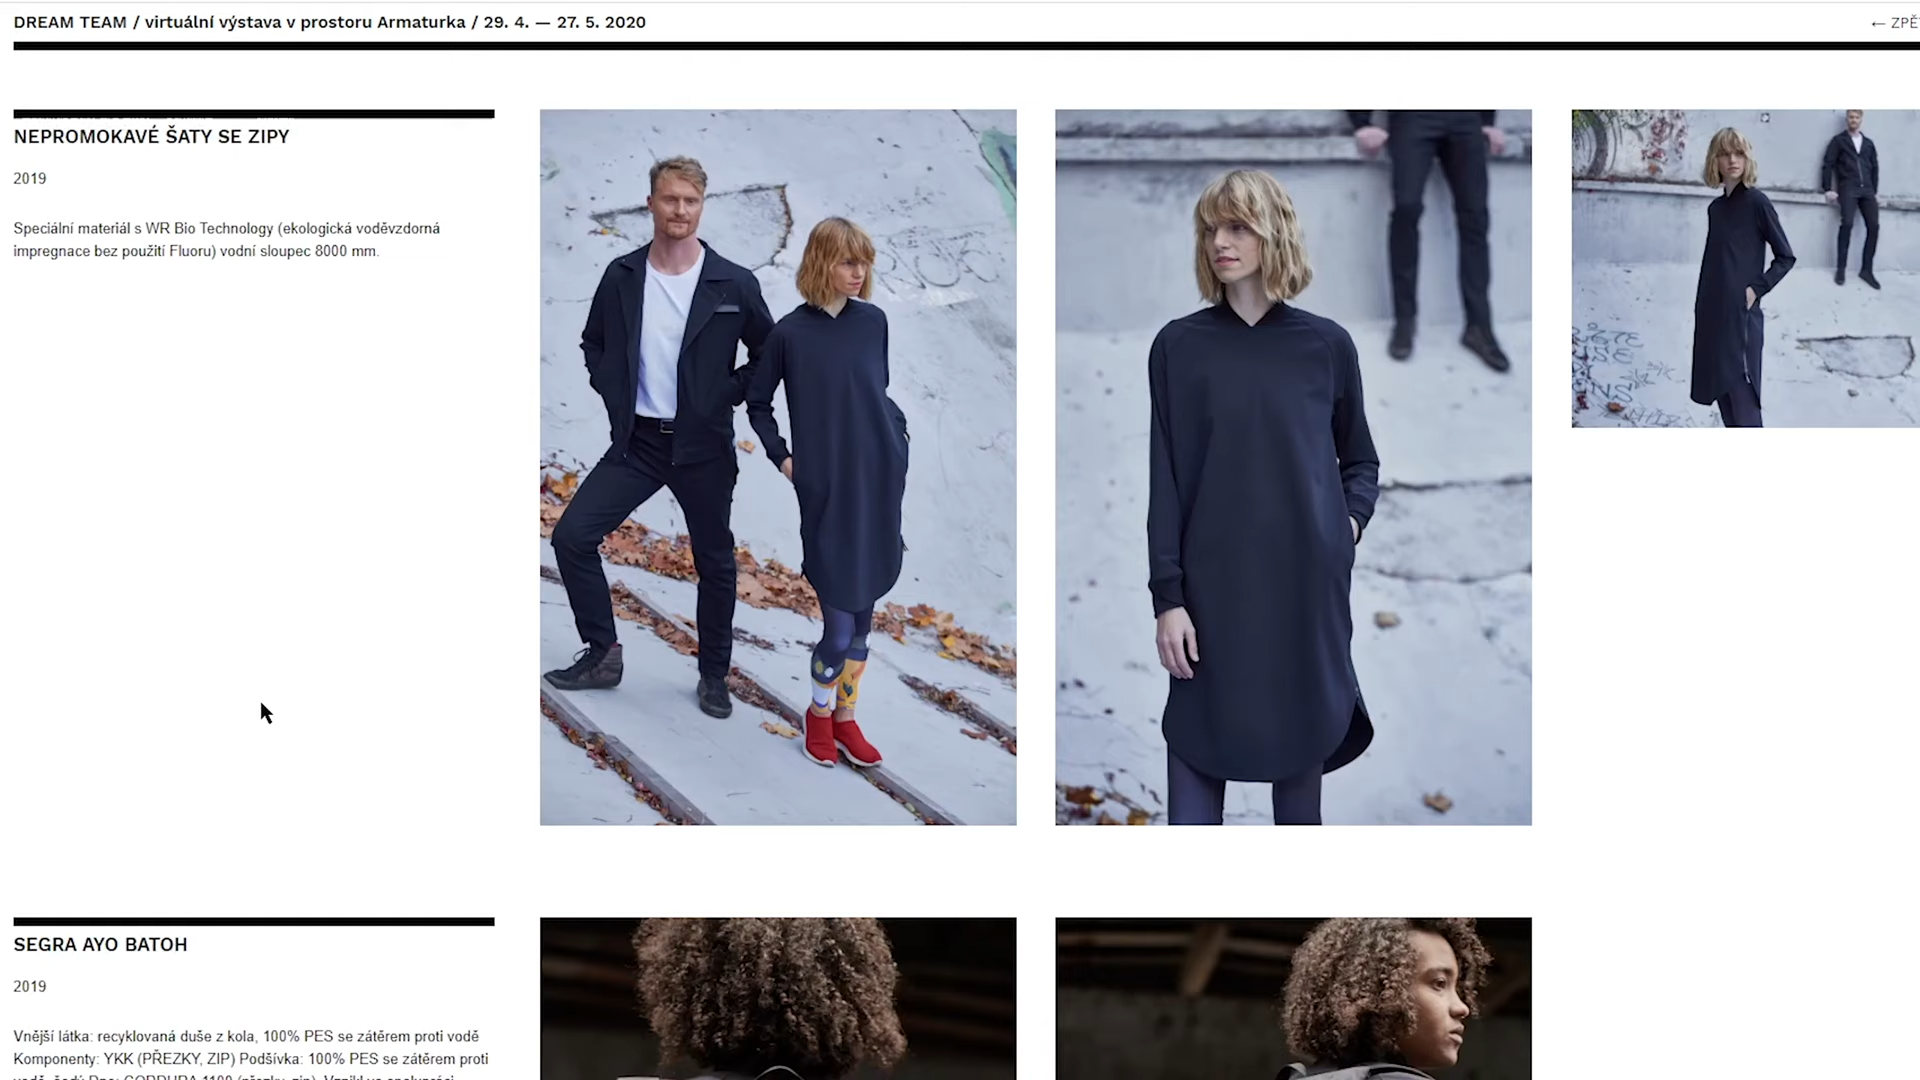 DREAM TEAM / virtuální výstava v prostoru Armaturka / 29. 4. — 27. 5. 2020
← ZPĚ
NEPROMOKAVÉ ŠATY SE ZIPY
2019
Speciální materiál s WR Bio Technology (ekologická voděvzdorná
impregnace bez použití Fluoru) vodní sloupec 8000 mm.
SEGRA AYO BATOH
2019
Vnější látka: recyklovaná duše z kola, 100% PES se zátěrem proti vodě
Komponenty: YKK (PŘEZKY, ZIP) Podšívka: 100% PES se zátěrem proti